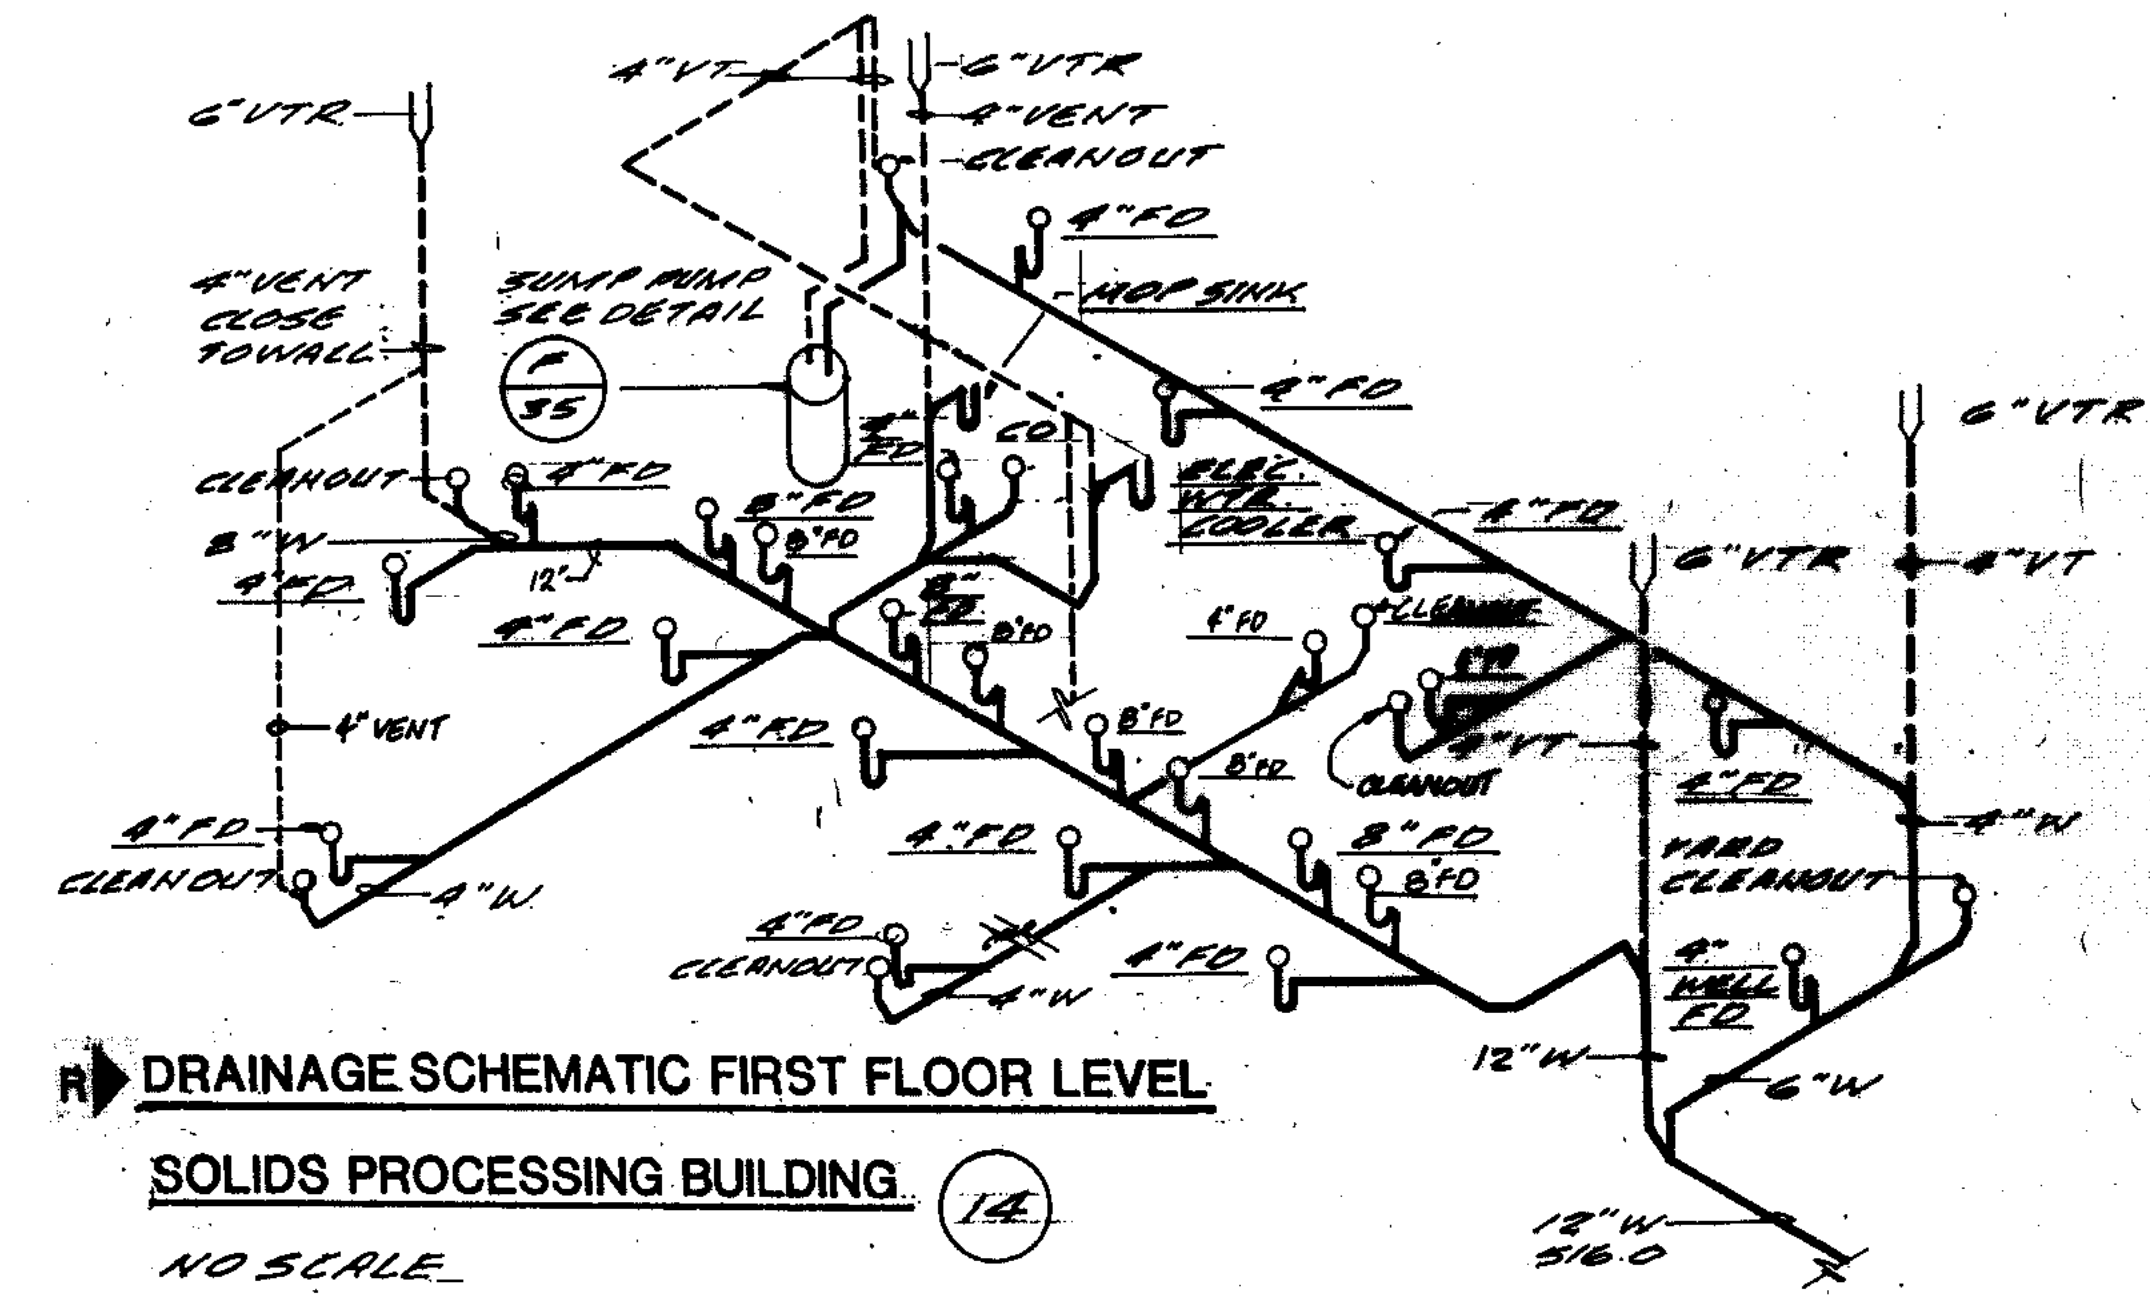 4"VT
6"VTR
6"VTR
4"VENT
CLEANOUT
4"FD
4"VENT
CLOSE
TO WALL
SUMP PUMP
SEE DETAIL
MOP SINK
F
35
4"FD
6"VTR
4"
FD
CO
CLEANOUT
4"FD
8"FD
ELEC.
WTR.
COOLER
4"FD
8"W
8"FD
12"
4"FD
6"VTR
4"VT
4"FD
8"
FD
8"FD
4"FD
CLEANOUT
4"VENT
4"FD
8"FD
8"FD
4"VT
CLEANOUT
4"FD
4"FD
CLEANOUT
4"W
4"FD
8"FD
8"FD
4"W
YARD
CLEANOUT
4"FD
CLEANOUT
4"W
4"FD
4"
WELL
FD
12"W
6"W
R
DRAINAGE SCHEMATIC FIRST FLOOR LEVEL
SOLIDS PROCESSING BUILDING
14
NO SCALE
12"W
516.0